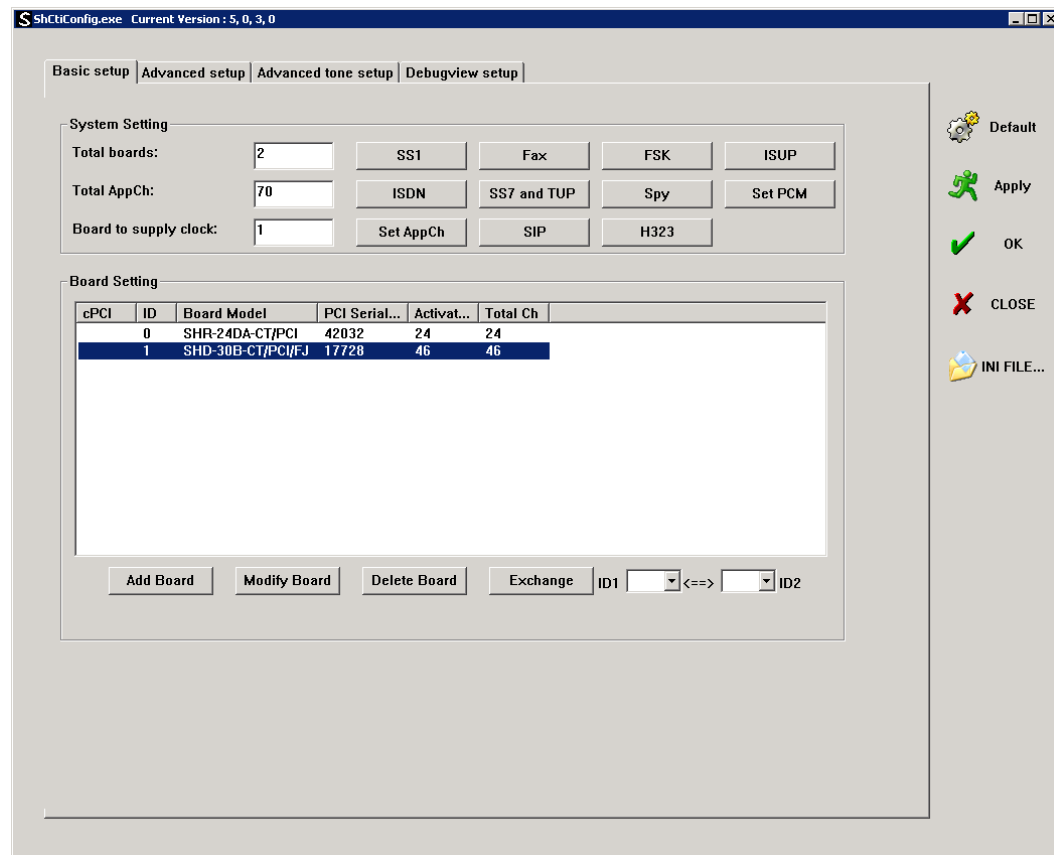 ShCtiConfig.exe Current Version : 5, 0, 3, 0
Basic setup Advanced setup Advanced tone setup Debugview setup
System Setting
Total boards: 2 SS1 Fax FSK ISUP
Total AppCh: 70 ISDN SS7 and TUP Spy Set PCM
Board to supply clock: 1 Set AppCh SIP H323
Board Setting
cPCI ID Board Model PCI Serial... Activat... Total Ch
0 SHR-24DA-CT/PCI 42032 24 24
1 SHD-30B-CT/PCI/FJ 17728 46 46
Add Board Modify Board Delete Board Exchange ID1 <==> ID2
Default
Apply
OK
CLOSE
INI FILE...